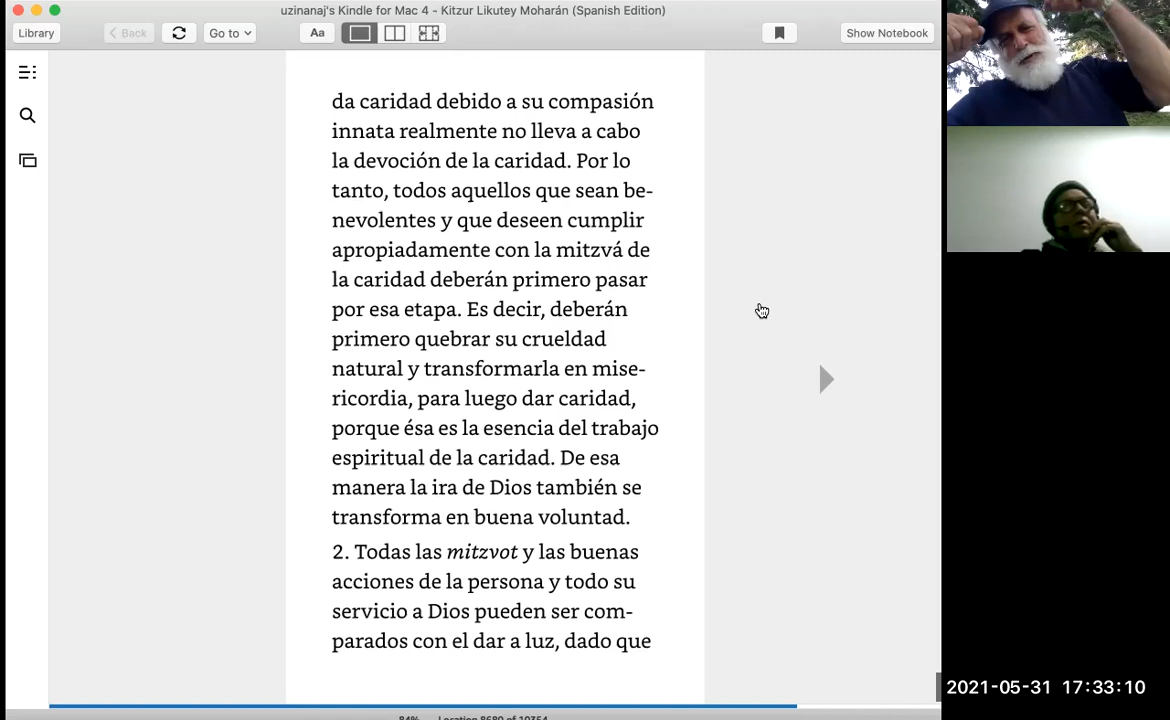 uzinanaj's Kindle for Mac 4 - Kitzur Likutey Moharán (Spanish Edition)
Library
Back
Go to
Aa
Show Notebook
da caridad debido a su compasión
innata realmente no lleva a cabo
la devoción de la caridad. Por lo
tanto, todos aquellos que sean be-
nevolentes y que deseen cumplir
apropiadamente con la mitzvá de
la caridad deberán primero pasar
por esa etapa. Es decir, deberán
primero quebrar su crueldad
natural y transformarla en mise-
ricordia, para luego dar caridad,
porque ésa es la esencia del trabajo
espiritual de la caridad. De esa
manera la ira de Dios también se
transforma en buena voluntad.
2. Todas las mitzvot y las buenas
acciones de la persona y todo su
servicio a Dios pueden ser com-
parados con el dar a luz, dado que
84% Location 8680 of 10354
2021-05-31 17:33:10